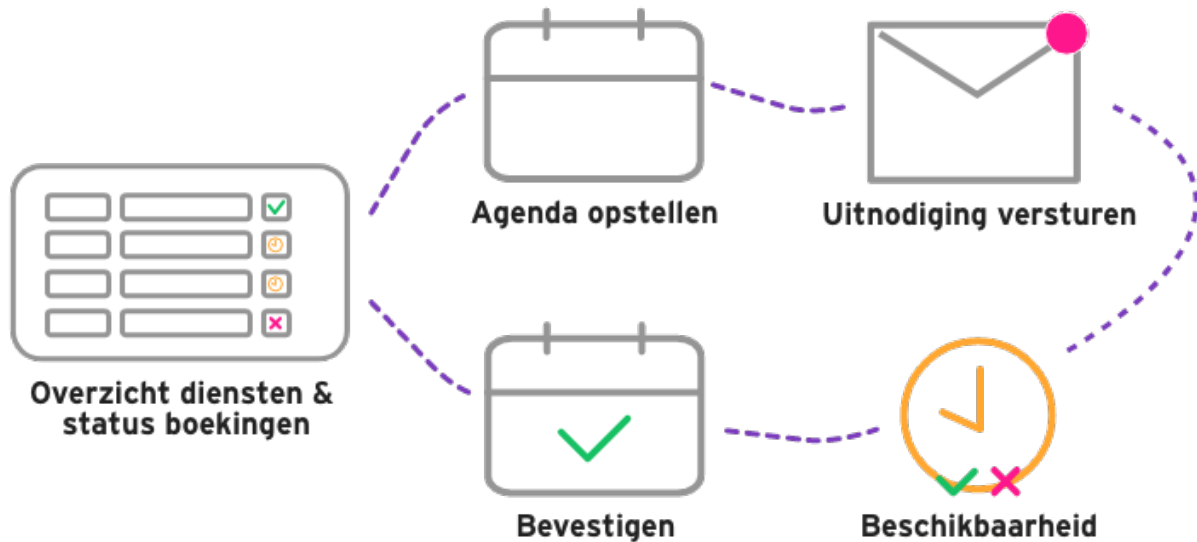 Agenda opstellen
Uitnodiging versturen
Overzicht diensten &
status boekingen
Bevestigen
Beschikbaarheid